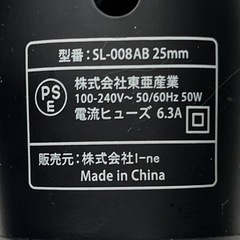 型番：SL-008AB 25mm
PS
E
株式会社東亜産業
100-240V~ 50/60Hz 50W
電流ヒューズ 6.3A
販売元：株式会社I-ne
Made in China